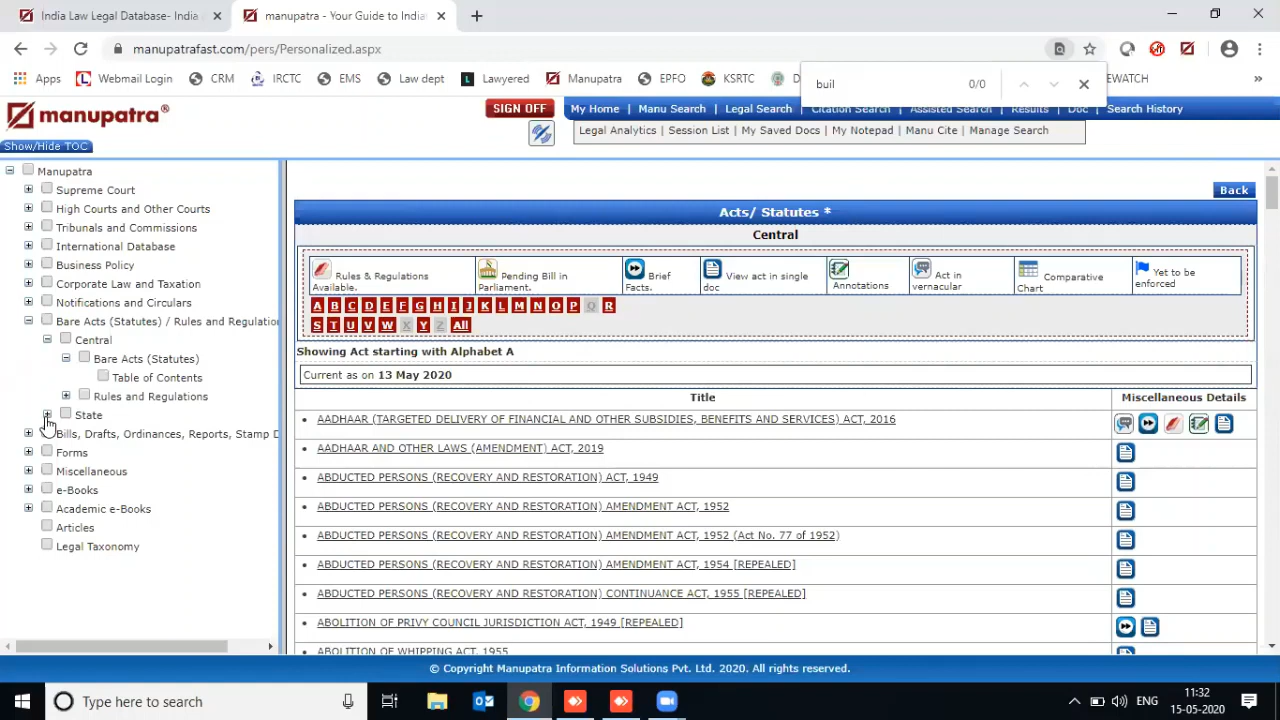 India Law Legal Database- India
manupatra - Your Guide to India
manupatrafast.com/pers/Personalized.aspx
Apps
Webmail Login
CRM
IRCTC
EMS
Law dept
Lawyered
Manupatra
EPFO
KSRTC
EWATCH
buil 0/0
manupatra®
SIGN OFF
My Home | Manu Search | Legal Search | Citation Search | Assisted Search | Results | Doc | Search History
Legal Analytics | Session List | My Saved Docs | My Notepad | Manu Cite | Manage Search
Show/Hide TOC
Manupatra
Supreme Court
High Courts and Other Courts
Tribunals and Commissions
International Database
Business Policy
Corporate Law and Taxation
Notifications and Circulars
Bare Acts (Statutes) / Rules and Regulatio
Central
Bare Acts (Statutes)
Table of Contents
Rules and Regulations
State
Bills, Drafts, Ordinances, Reports, Stamp D
Forms
Miscellaneous
e-Books
Academic e-Books
Articles
Legal Taxonomy
Back
Acts/ Statutes *
Central
Rules & Regulations Available.
Pending Bill in Parliament.
Brief Facts.
View act in single doc
Annotations
Act in vernacular
Comparative Chart
Yet to be enforced
A B C D E F G H I J K L M N O P Q R
S T U V W X Y Z All
Showing Act starting with Alphabet A
Current as on 13 May 2020
Title Miscellaneous Details
AADHAAR (TARGETED DELIVERY OF FINANCIAL AND OTHER SUBSIDIES, BENEFITS AND SERVICES) ACT, 2016
AADHAAR AND OTHER LAWS (AMENDMENT) ACT, 2019
ABDUCTED PERSONS (RECOVERY AND RESTORATION) ACT, 1949
ABDUCTED PERSONS (RECOVERY AND RESTORATION) AMENDMENT ACT, 1952
ABDUCTED PERSONS (RECOVERY AND RESTORATION) AMENDMENT ACT, 1952 (Act No. 77 of 1952)
ABDUCTED PERSONS (RECOVERY AND RESTORATION) AMENDMENT ACT, 1954 [REPEALED]
ABDUCTED PERSONS (RECOVERY AND RESTORATION) CONTINUANCE ACT, 1955 [REPEALED]
ABOLITION OF PRIVY COUNCIL JURISDICTION ACT, 1949 [REPEALED]
ABOLITION OF WHIPPING ACT, 1955
© Copyright Manupatra Information Solutions Pvt. Ltd. 2020. All rights reserved.
Type here to search
ENG
11:32
15-05-2020